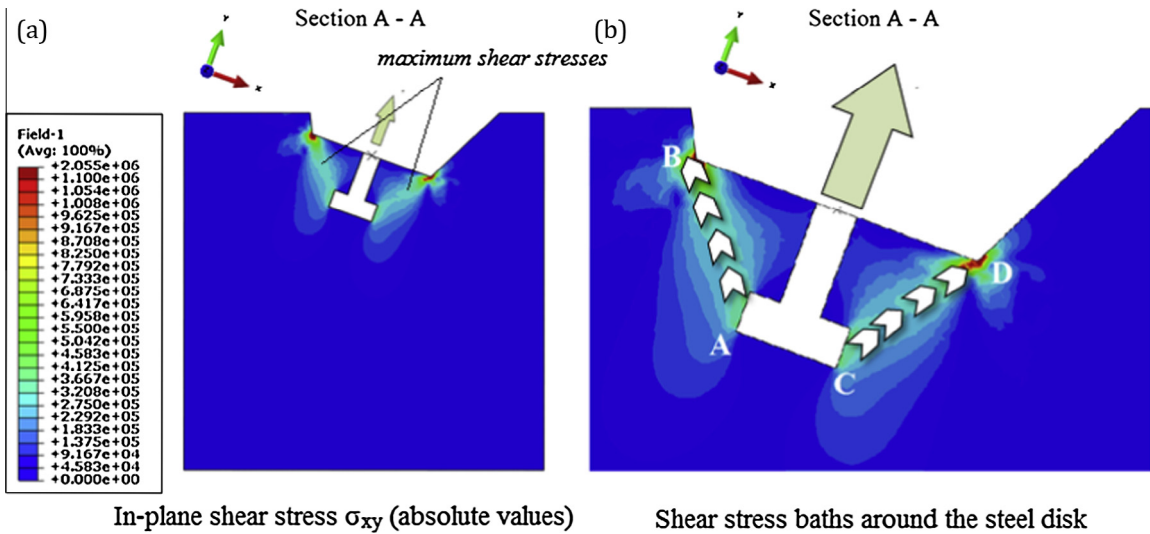 (a)
Section A - A
Y
X
maximum shear stresses
Field-1
(Avg: 100%)
+2.055e+06
+1.100e+06
+1.054e+06
+1.008e+06
+9.625e+05
+9.167e+05
+8.708e+05
+8.250e+05
+7.792e+05
+7.333e+05
+6.875e+05
+6.417e+05
+5.958e+05
+5.500e+05
+5.042e+05
+4.583e+05
+4.125e+05
+3.667e+05
+3.208e+05
+2.750e+05
+2.292e+05
+1.833e+05
+1.375e+05
+9.167e+04
+4.583e+04
+0.000e+00
In-plane shear stress σxy (absolute values)
(b)
Section A - A
Y
X
B
D
A
C
Shear stress baths around the steel disk